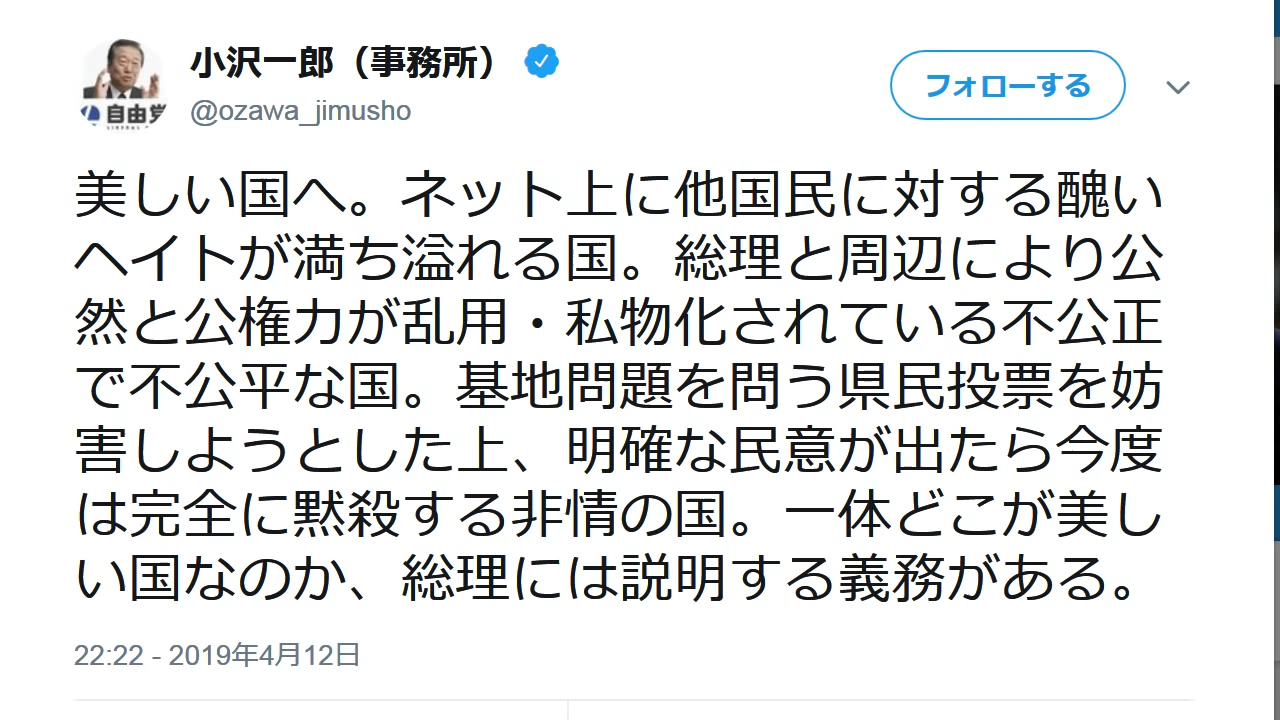 小沢一郎（事務所）
@ozawa_jimusho
フォローする
自由党
LIBERAL
美しい国へ。ネット上に他国民に対する醜い
ヘイトが満ち溢れる国。総理と周辺により公
然と公権力が乱用・私物化されている不公正
で不公平な国。基地問題を問う県民投票を妨
害しようとした上、明確な民意が出たら今度
は完全に黙殺する非情の国。一体どこが美し
い国なのか、総理には説明する義務がある。
22:22 - 2019年4月12日